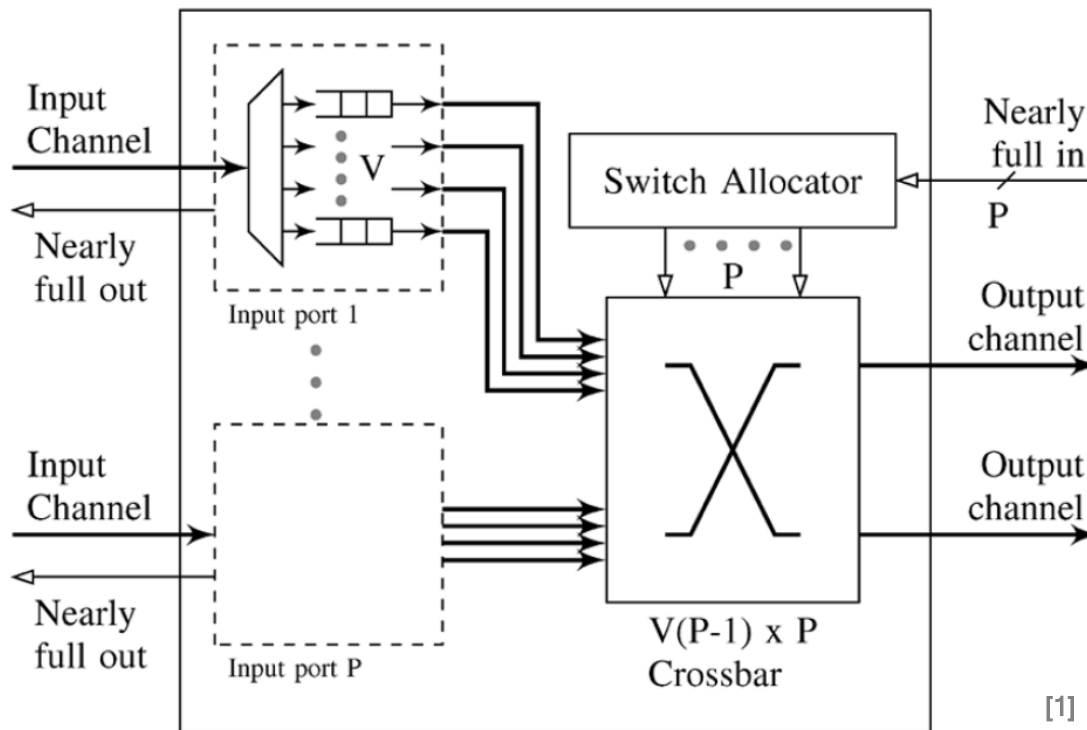 Input
Channel
Nearly
full out
V
Input port 1
Switch Allocator
P
Nearly
full in
P
Output
channel
Input
Channel
Nearly
full out
Input port P
Output
channel
V(P-1) x P
Crossbar
[1]